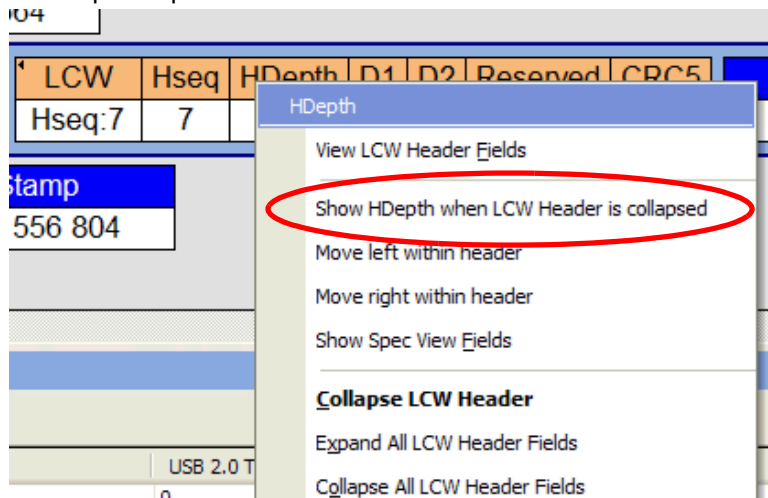 LCW Hseq HDepth D1 D2 Reserved CRC5
Hseq:7 7
HDepth
View LCW Header Fields
Stamp
556 804
Show HDepth when LCW Header is collapsed
Move left within header
Move right within header
Show Spec View Fields
Collapse LCW Header
Expand All LCW Header Fields
USB 2.0 T
Collapse All LCW Header Fields